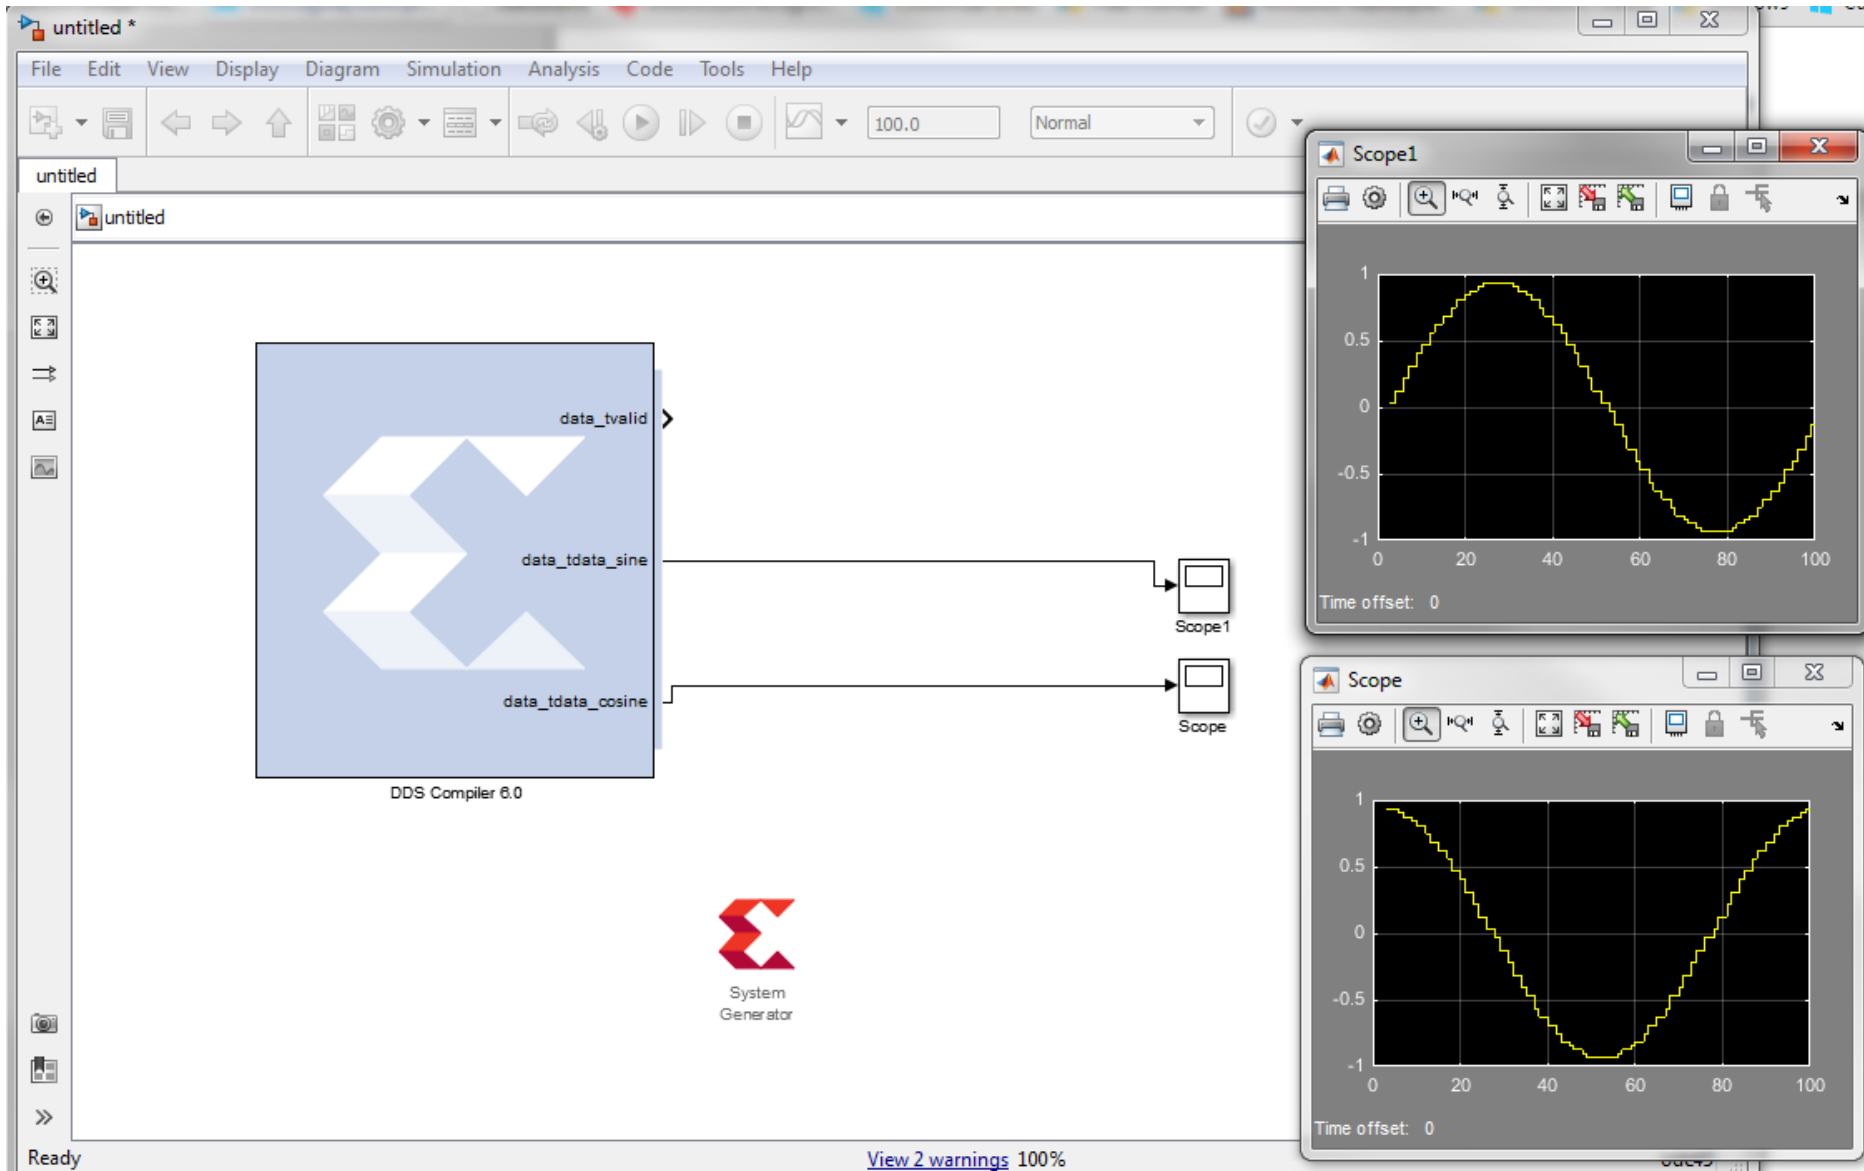 untitled *
File Edit View Display Diagram Simulation Analysis Code Tools Help
100.0 Normal
untitled
untitled
data_tvalid
data_tdata_sine
data_tdata_cosine
DDS Compiler 6.0
Scope1
Scope
System
Generator
Ready
View 2 warnings 100%
Scope1
1
0.5
0
-0.5
-1
0 20 40 60 80 100
Time offset: 0
Scope
1
0.5
0
-0.5
-1
0 20 40 60 80 100
Time offset: 0